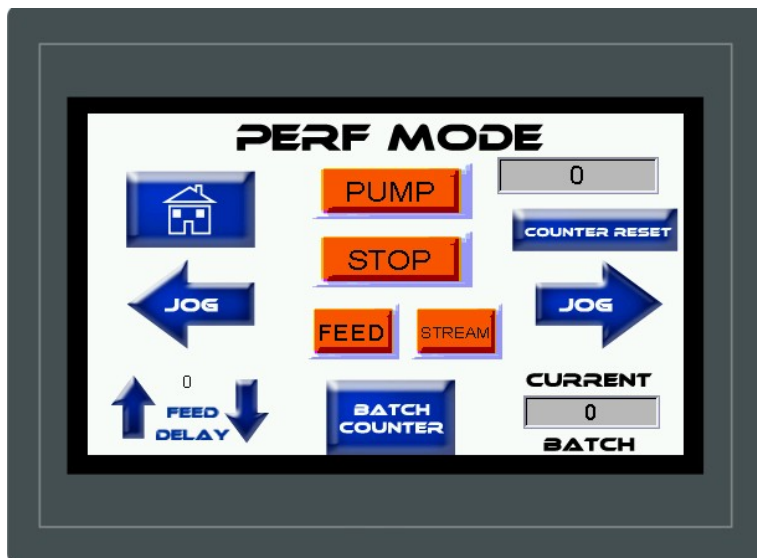 PERF MODE
PUMP
0
COUNTER RESET
STOP
JOG
JOG
FEED
STREAM
0
FEED
DELAY
BATCH
COUNTER
CURRENT
0
BATCH